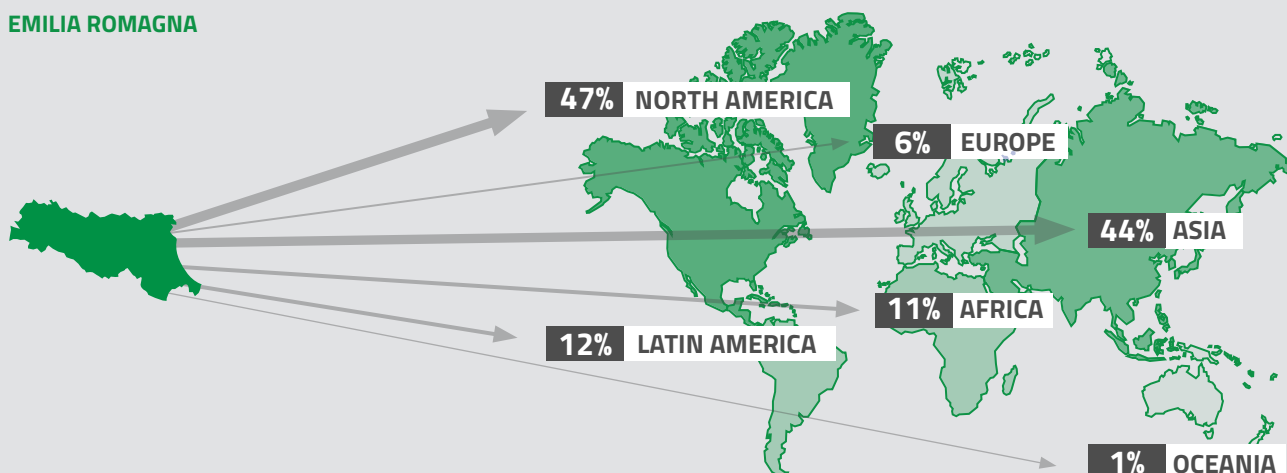 EMILIA ROMAGNA
47% NORTH AMERICA
6% EUROPE
44% ASIA
11% AFRICA
12% LATIN AMERICA
1% OCEANIA